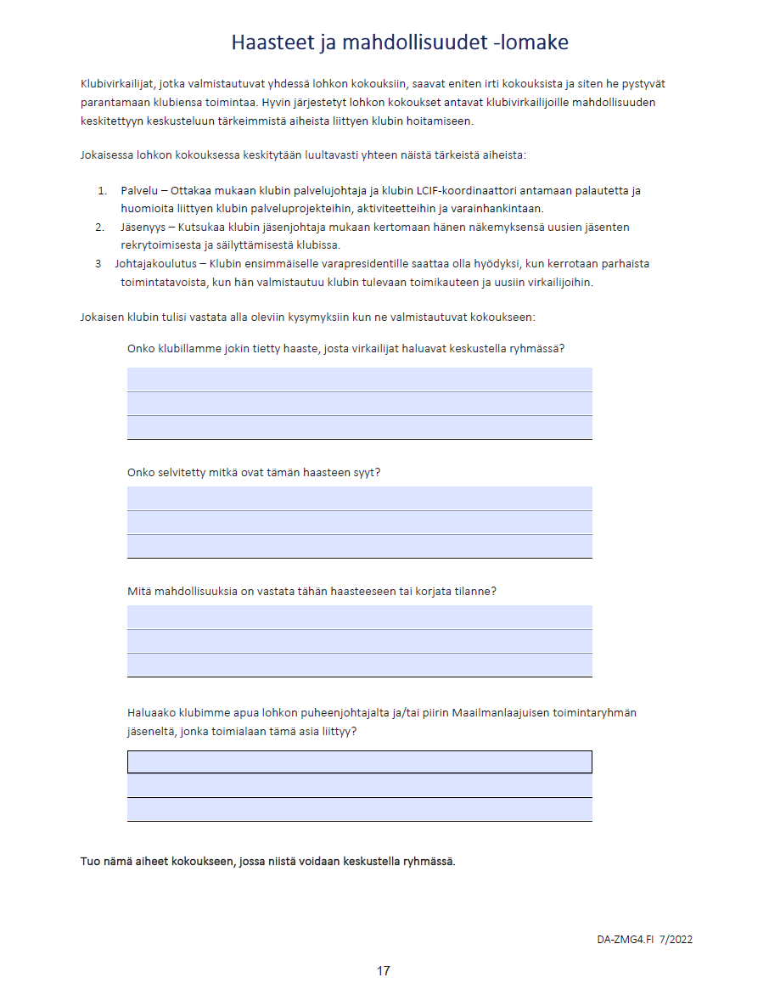 Haasteet ja mahdollisuudet -lomake
Klubivirkailijat, jotka valmistautuvat yhdessä lohkon kokouksiin, saavat eniten irti kokouksista ja siten he pystyvät
parantamaan klubiensa toimintaa. Hyvin järjestetyt lohkon kokoukset antavat klubivirkailijoille mahdollisuuden
keskitettyyn keskusteluun tärkeimmistä aiheista liittyen klubin hoitamiseen.
Jokaisessa lohkon kokouksessa keskitytään luultavasti yhteen näistä tärkeistä aiheista:
1. Palvelu – Ottakaa mukaan klubin palvelujohtaja ja klubin LCIF-koordinaattori antamaan palautetta ja
huomioita liittyen klubin palveluprojekteihin, aktiviteetteihin ja varainhankintaan.
2. Jäsenyys – Kutsukaa klubin jäsenjohtaja mukaan kertomaan hänen näkemyksensä uusien jäsenten
rekrytoimisesta ja säilyttämisestä klubissa.
3 Johtajakoulutus – Klubin ensimmäiselle varapresidentille saattaa olla hyödyksi, kun kerrotaan parhaista
toimintatavoista, kun hän valmistautuu klubin tulevaan toimikauteen ja uusiin virkailijoihin.
Jokaisen klubin tulisi vastata alla oleviin kysymyksiin kun ne valmistautuvat kokoukseen:
Onko klubillamme jokin tietty haaste, josta virkailijat haluavat keskustella ryhmässä?
Onko selvitetty mitkä ovat tämän haasteen syyt?
Mitä mahdollisuuksia on vastata tähän haasteeseen tai korjata tilanne?
Haluaako klubimme apua lohkon puheenjohtajalta ja/tai piirin Maailmanlaajuisen toimintaryhmän
jäseneltä, jonka toimialaan tämä asia liittyy?
Tuo nämä aiheet kokoukseen, jossa niistä voidaan keskustella ryhmässä.
DA-ZMG4.FI 7/2022
17